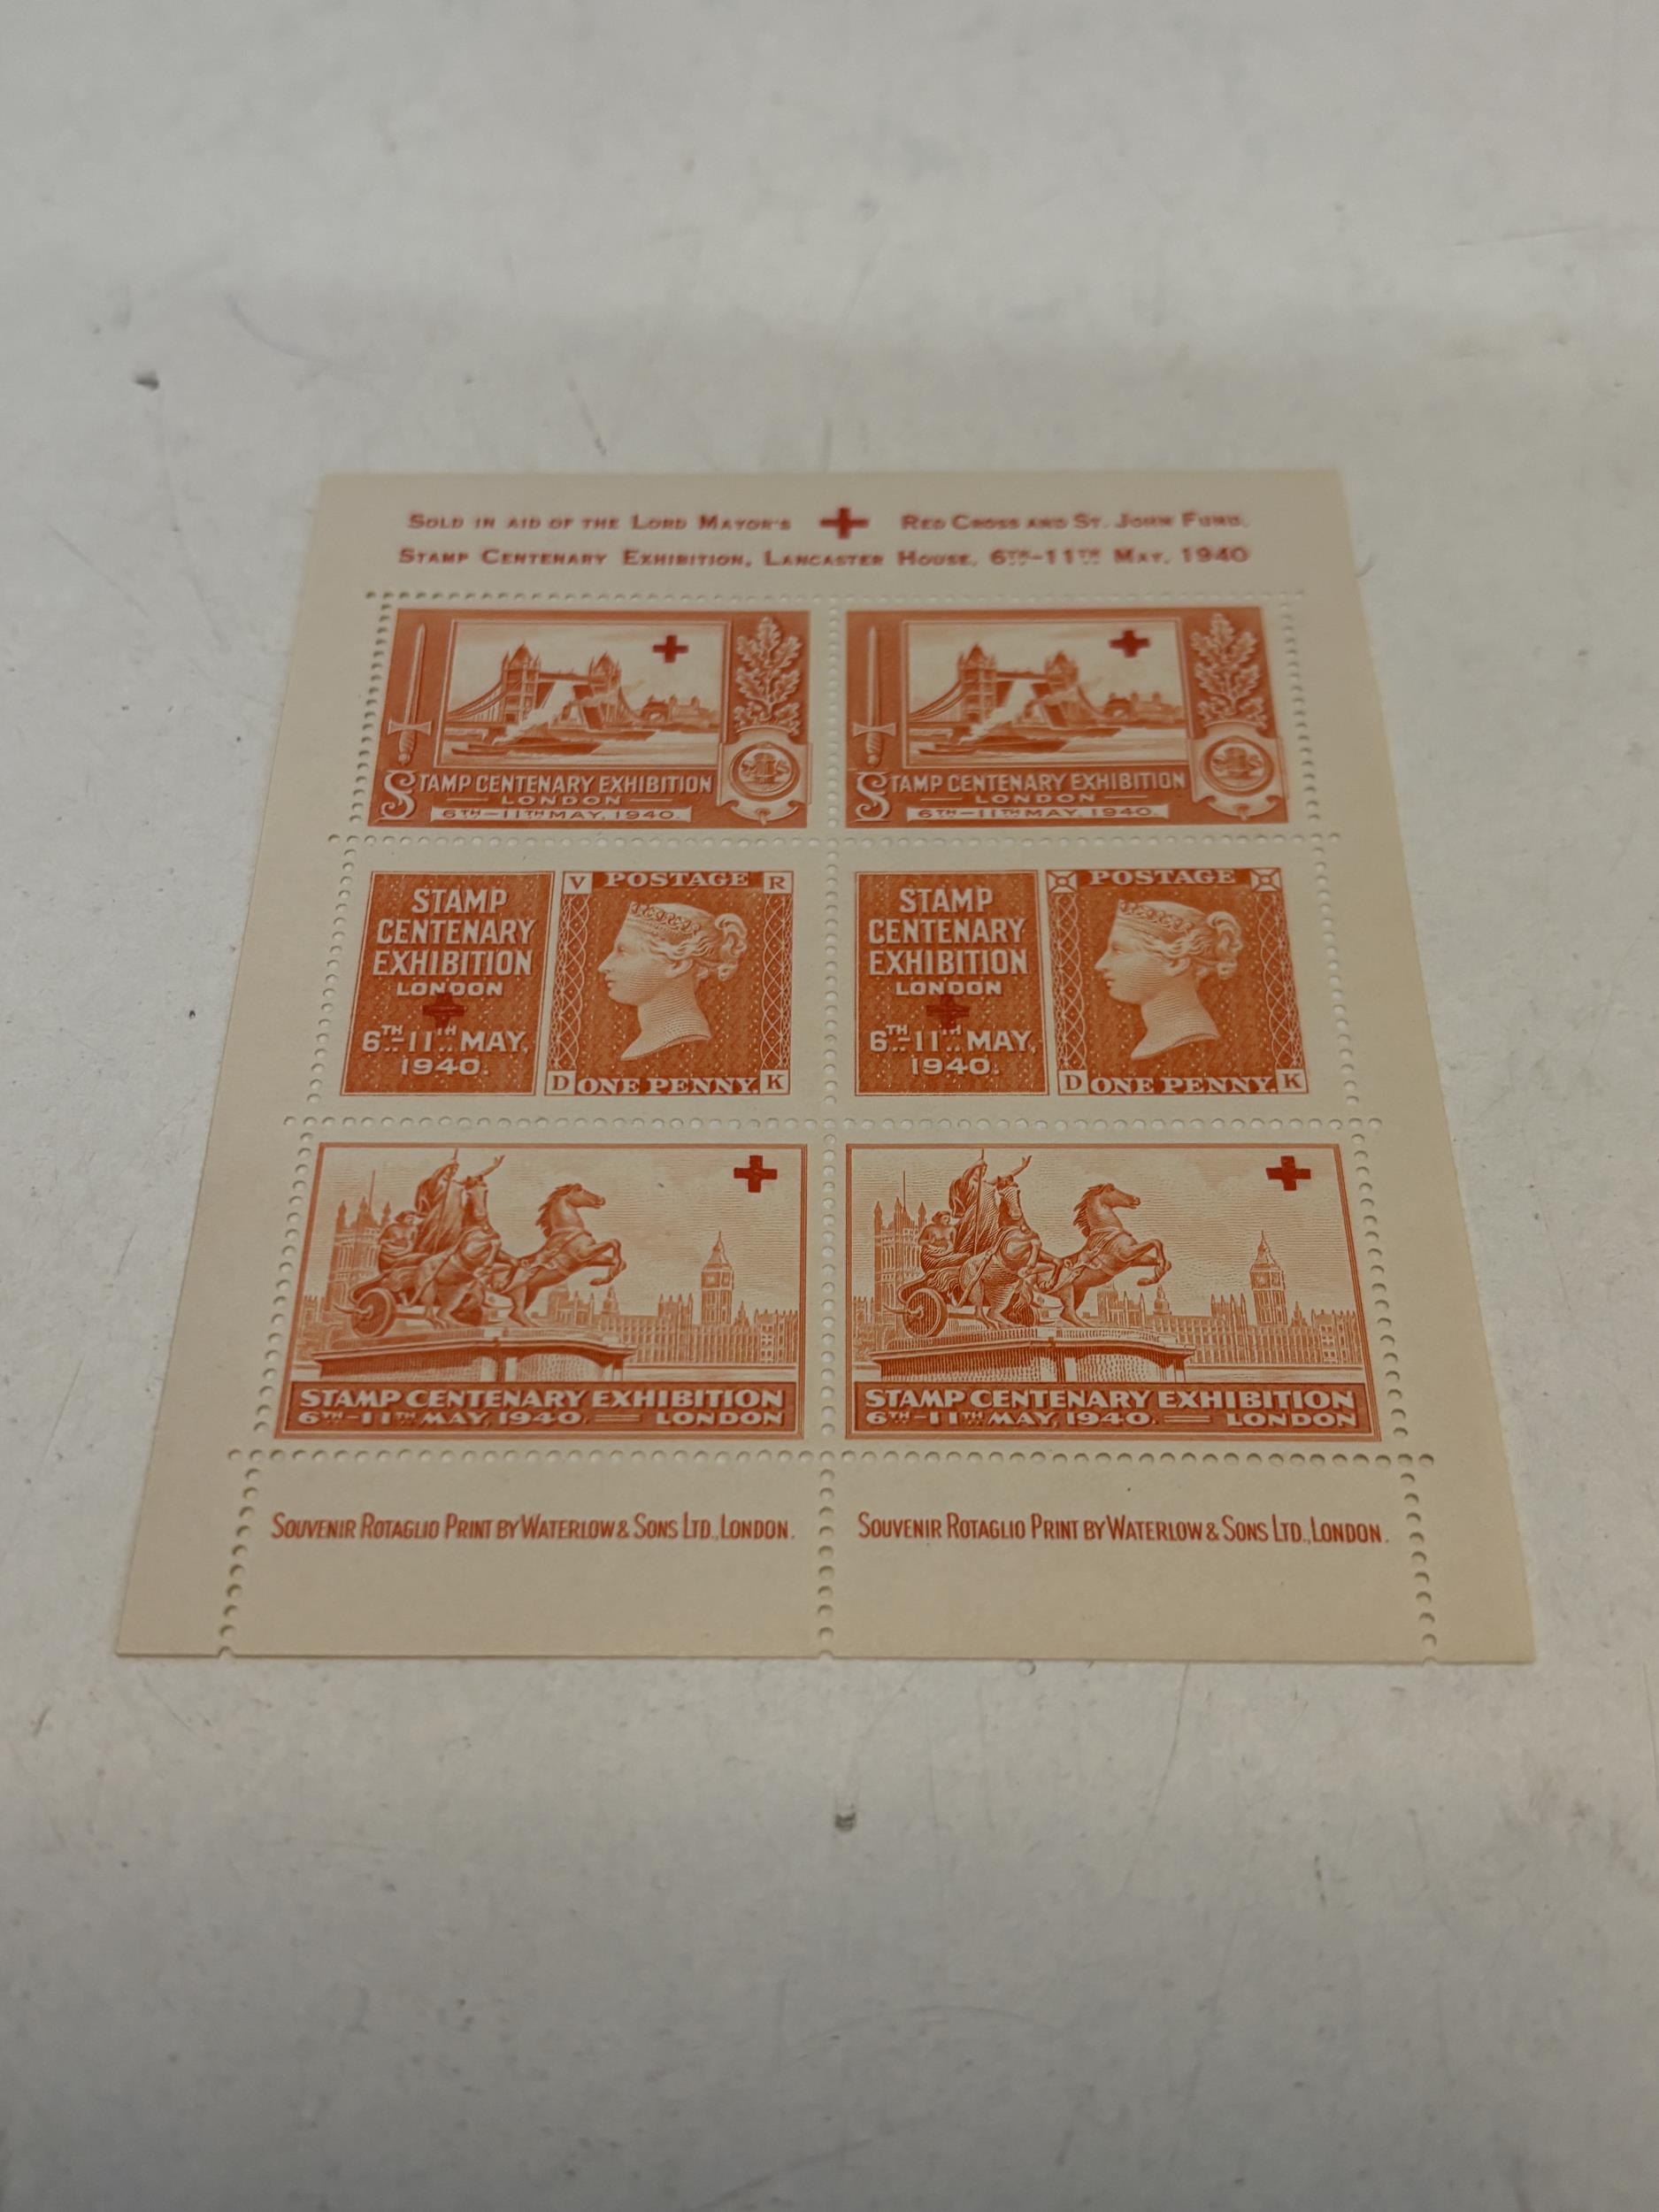 SOLD IN AID OF THE LORD MAYOR'S RED CROSS AND ST. JOHN FUND.
STAMP CENTENARY EXHIBITION, LANCASTER HOUSE, 6TH-11TH MAY, 1940
STAMP CENTENARY EXHIBITION
LONDON
6TH-11TH MAY, 1940.
STAMP CENTENARY EXHIBITION
LONDON
6TH-11TH MAY, 1940.
STAMP
CENTENARY
EXHIBITION
LONDON
6TH-11TH MAY,
1940.
V POSTAGE R
D ONE PENNY. K
STAMP
CENTENARY
EXHIBITION
LONDON
6TH-11TH MAY,
1940.
POSTAGE
D ONE PENNY. K
STAMP CENTENARY EXHIBITION
6TH-11TH MAY, 1940. LONDON
STAMP CENTENARY EXHIBITION
6TH-11TH MAY, 1940. LONDON
SOUVENIR ROTAGLIO PRINT BY WATERLOW & SONS LTD., LONDON.
SOUVENIR ROTAGLIO PRINT BY WATERLOW & SONS LTD., LONDON.